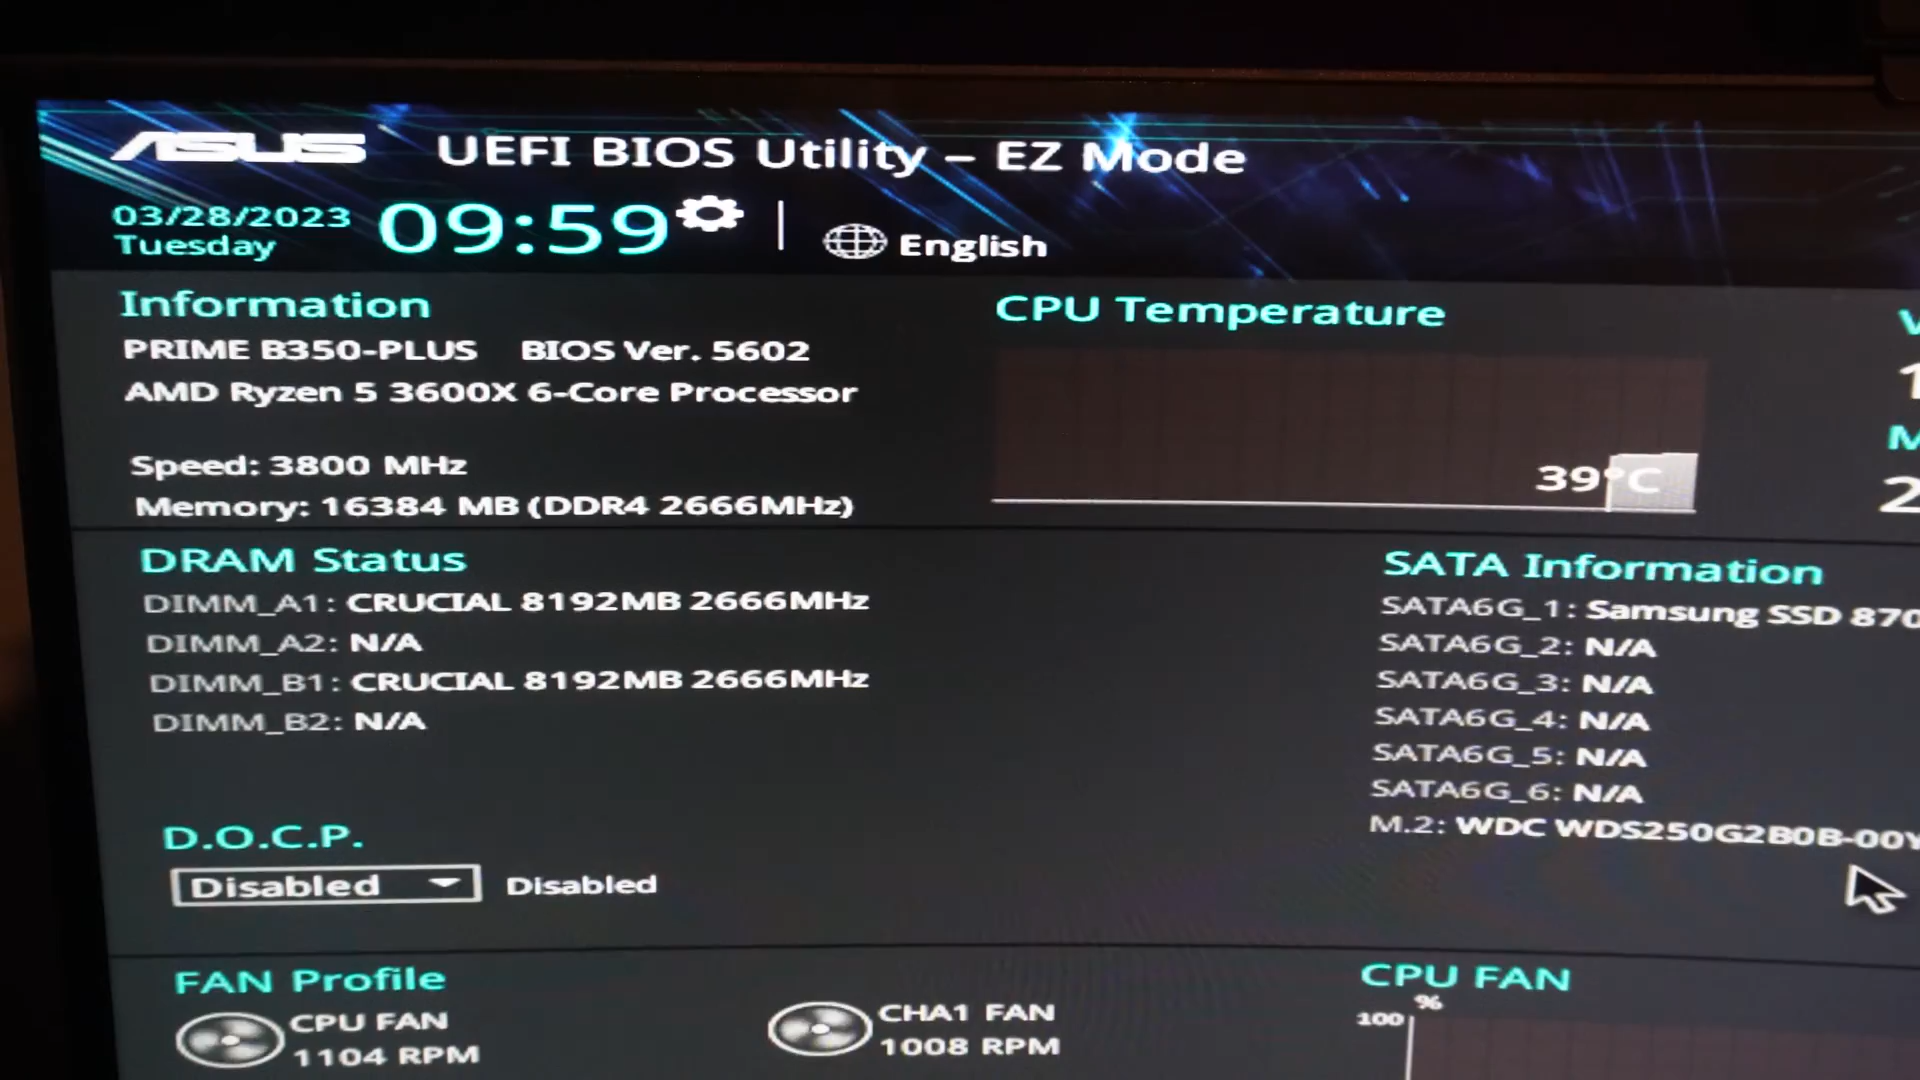 ASUS UEFI BIOS Utility – EZ Mode
03/28/2023
Tuesday
09:59
English
Information
PRIME B350-PLUS BIOS Ver. 5602
AMD Ryzen 5 3600X 6-Core Processor
Speed: 3800 MHz
Memory: 16384 MB (DDR4 2666MHz)
CPU Temperature
39°C
DRAM Status
DIMM_A1: CRUCIAL 8192MB 2666MHz
DIMM_A2: N/A
DIMM_B1: CRUCIAL 8192MB 2666MHz
DIMM_B2: N/A
SATA Information
SATA6G_1: Samsung SSD 870
SATA6G_2: N/A
SATA6G_3: N/A
SATA6G_4: N/A
SATA6G_5: N/A
SATA6G_6: N/A
M.2: WDC WDS250G2B0B-00Y
D.O.C.P.
Disabled Disabled
FAN Profile
CPU FAN
1104 RPM
CHA1 FAN
1008 RPM
CPU FAN
%
100